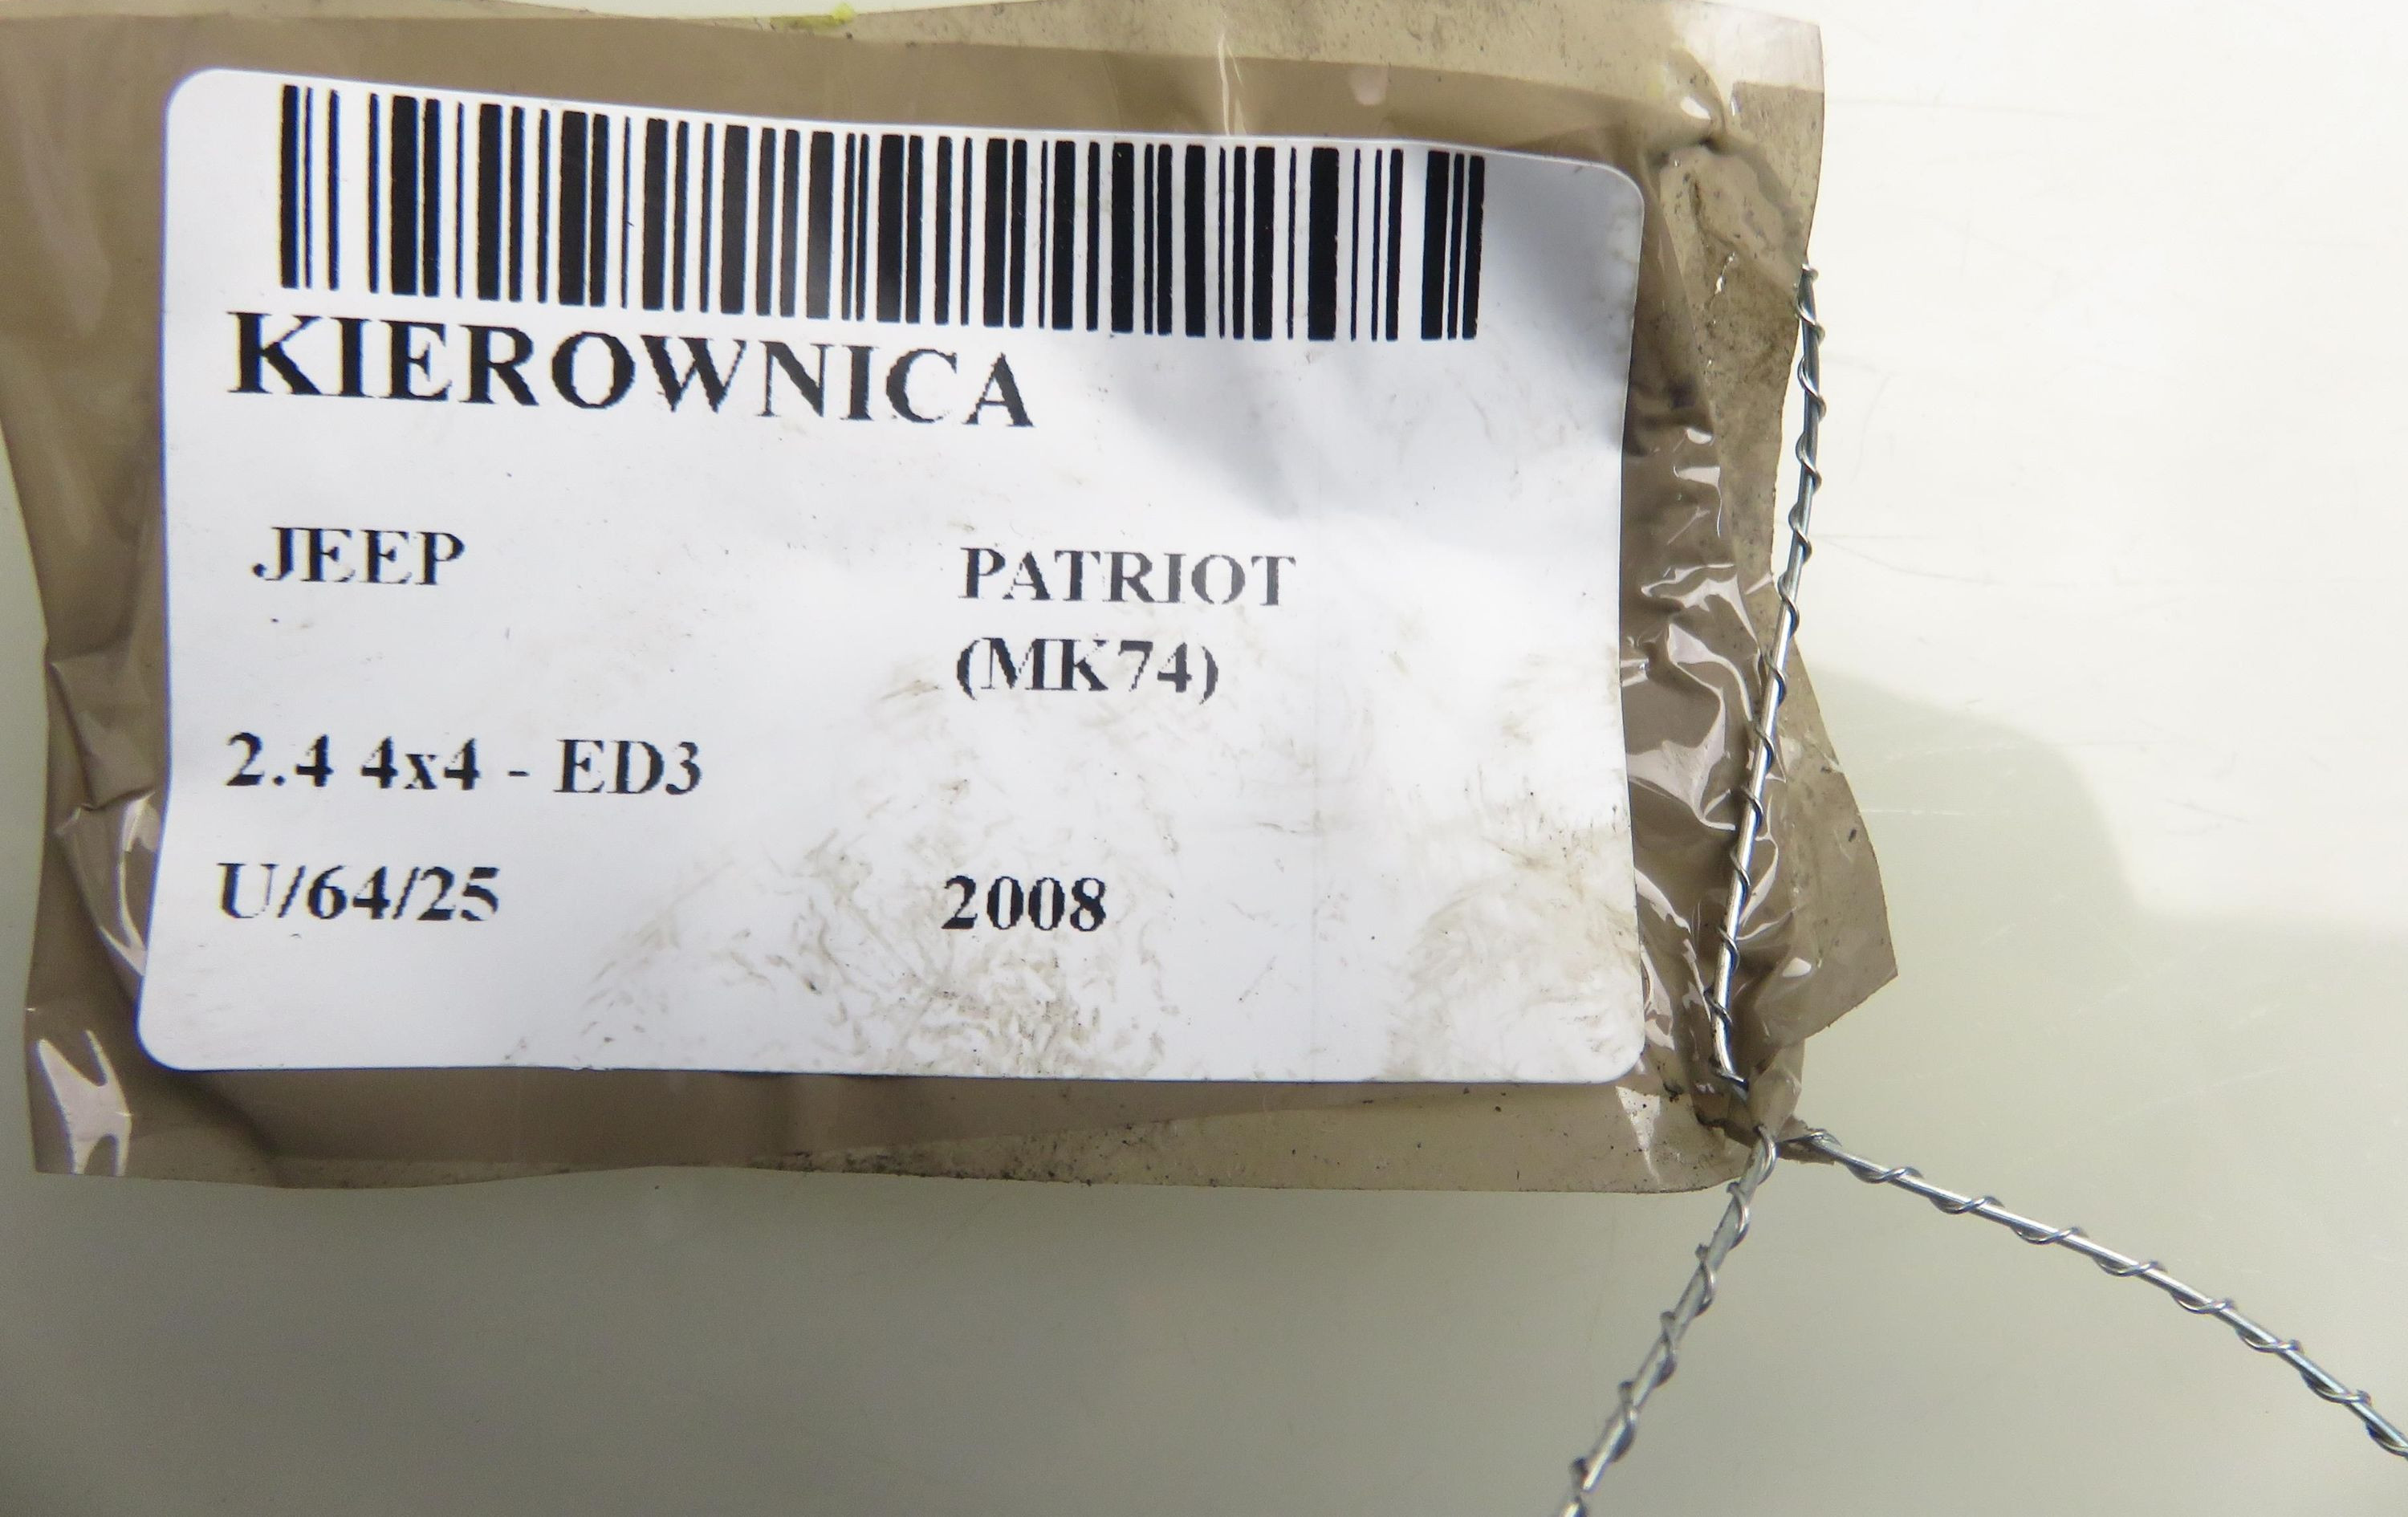 KIEROWNICA
JEEP PATRIOT
(MK74)
2.4 4x4 - ED3
U/64/25 2008